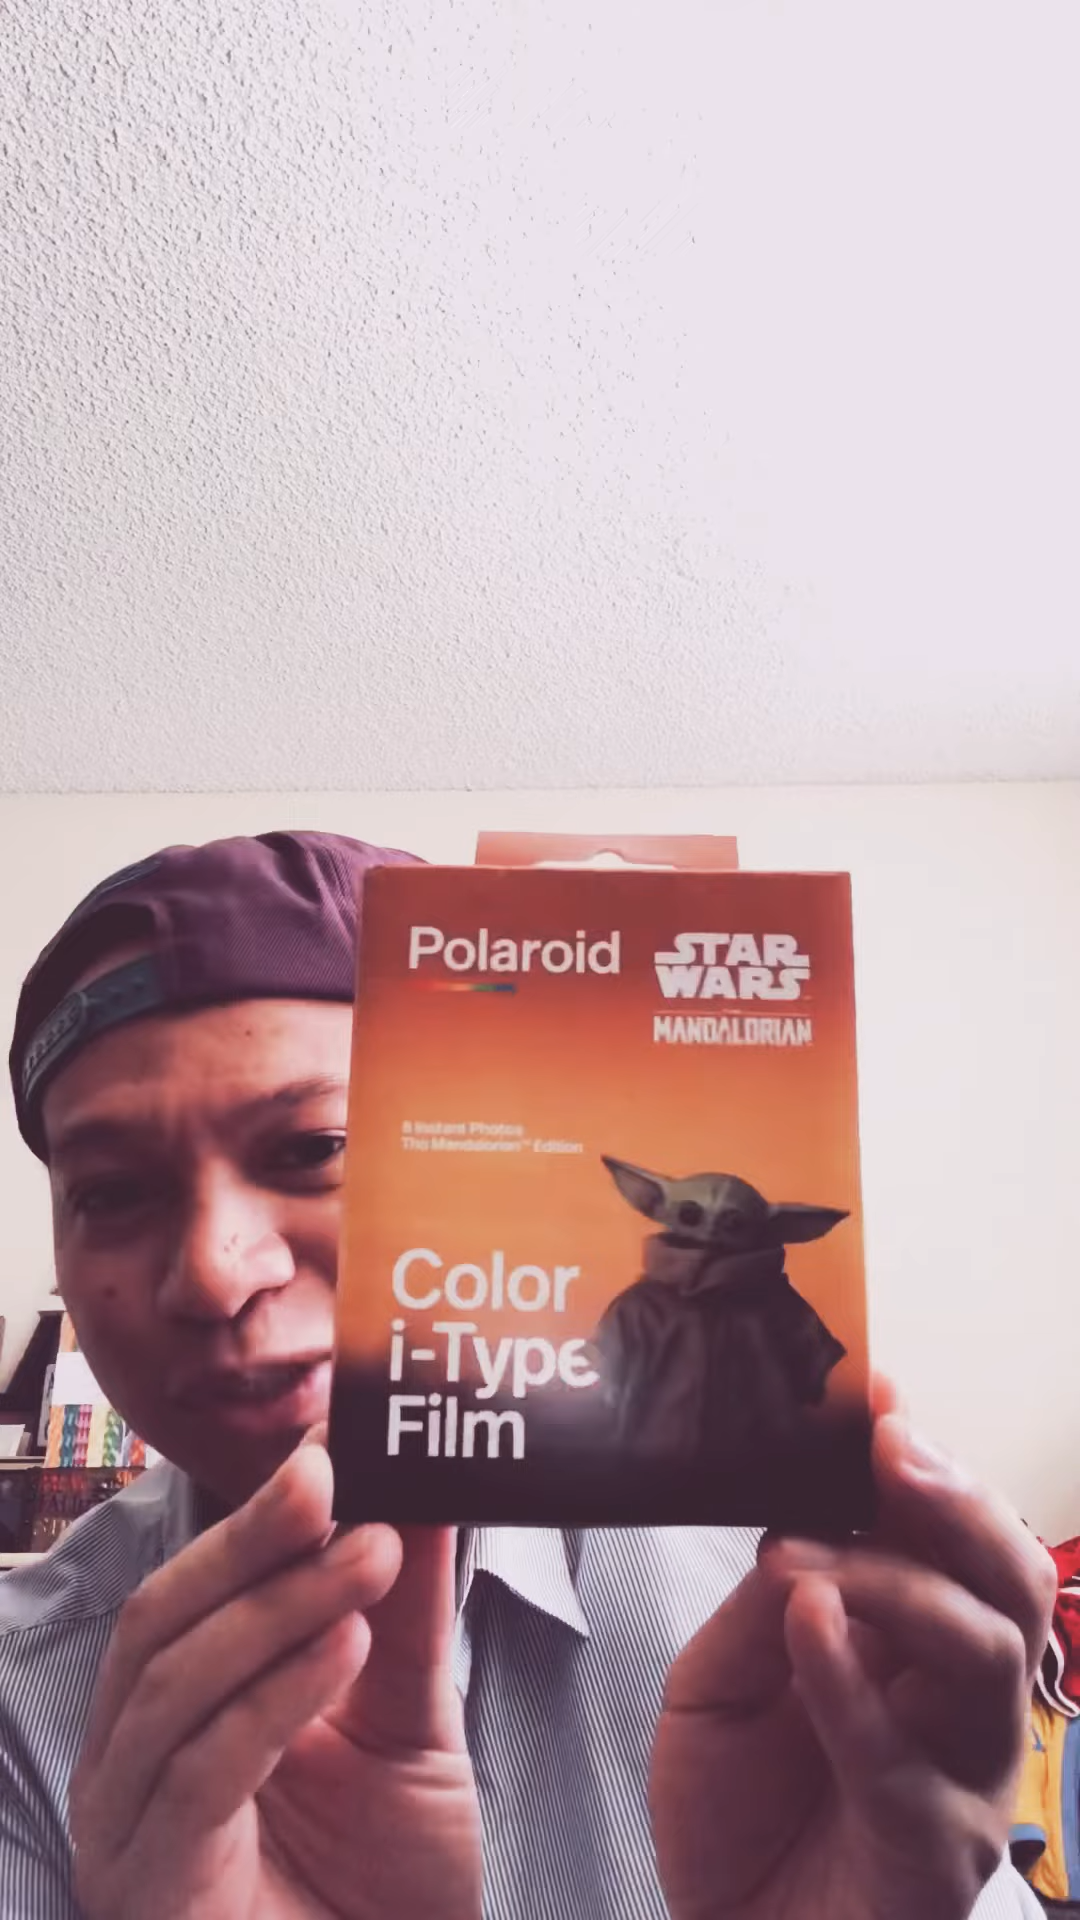 Polaroid
STAR
WARS
MANDALORIAN
8 Instant Photos
The Mandalorian™ Edition
Color
i-Type
Film